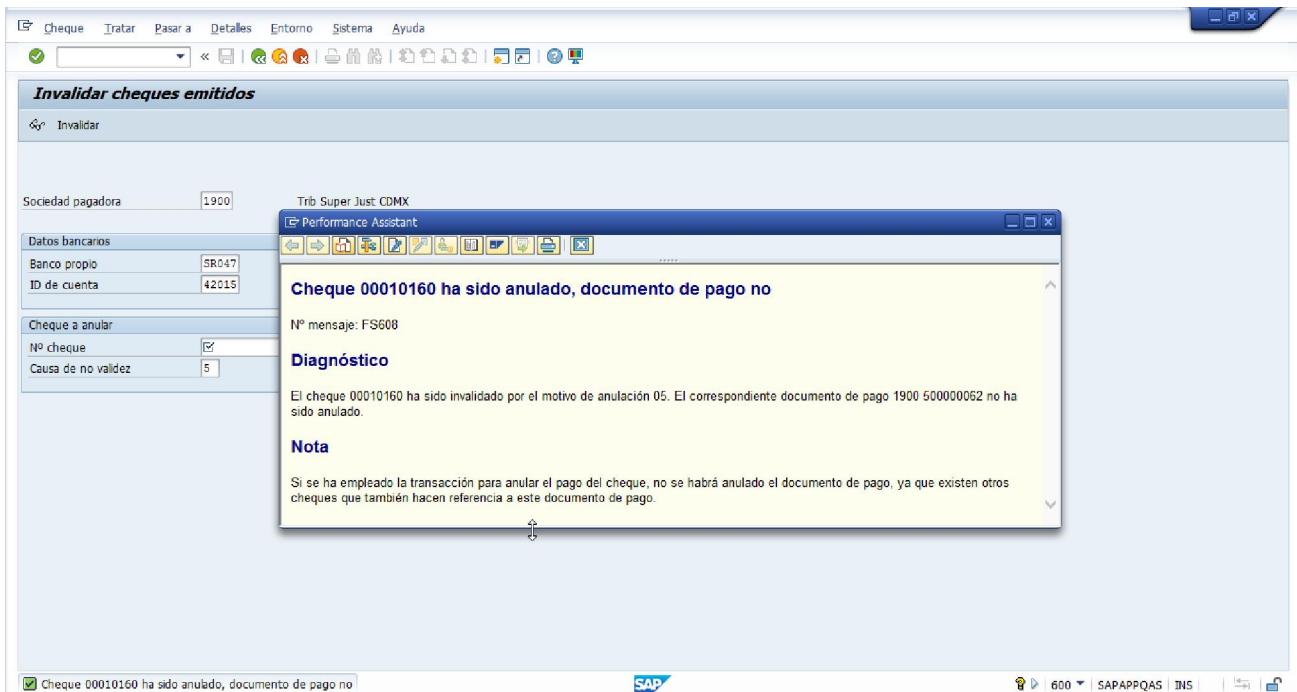 Cheque Tratar Pasar a Detalles Entorno Sistema Ayuda
Invalidar cheques emitidos
Invalidar
Sociedad pagadora 1900 Trib Super Just CDMX
Performance Assistant
Datos bancarios
Banco propio SR047
ID de cuenta 42015
Cheque a anular
Nº cheque
Causa de no validez 5
Cheque 00010160 ha sido anulado, documento de pago no
Nº mensaje: FS608
Diagnóstico
El cheque 00010160 ha sido invalidado por el motivo de anulación 05. El correspondiente documento de pago 1900 500000062 no ha
sido anulado.
Nota
Si se ha empleado la transacción para anular el pago del cheque, no se habrá anulado el documento de pago, ya que existen otros
cheques que también hacen referencia a este documento de pago.
Cheque 00010160 ha sido anulado, documento de pago no SAP 600 SAPAPPQAS INS